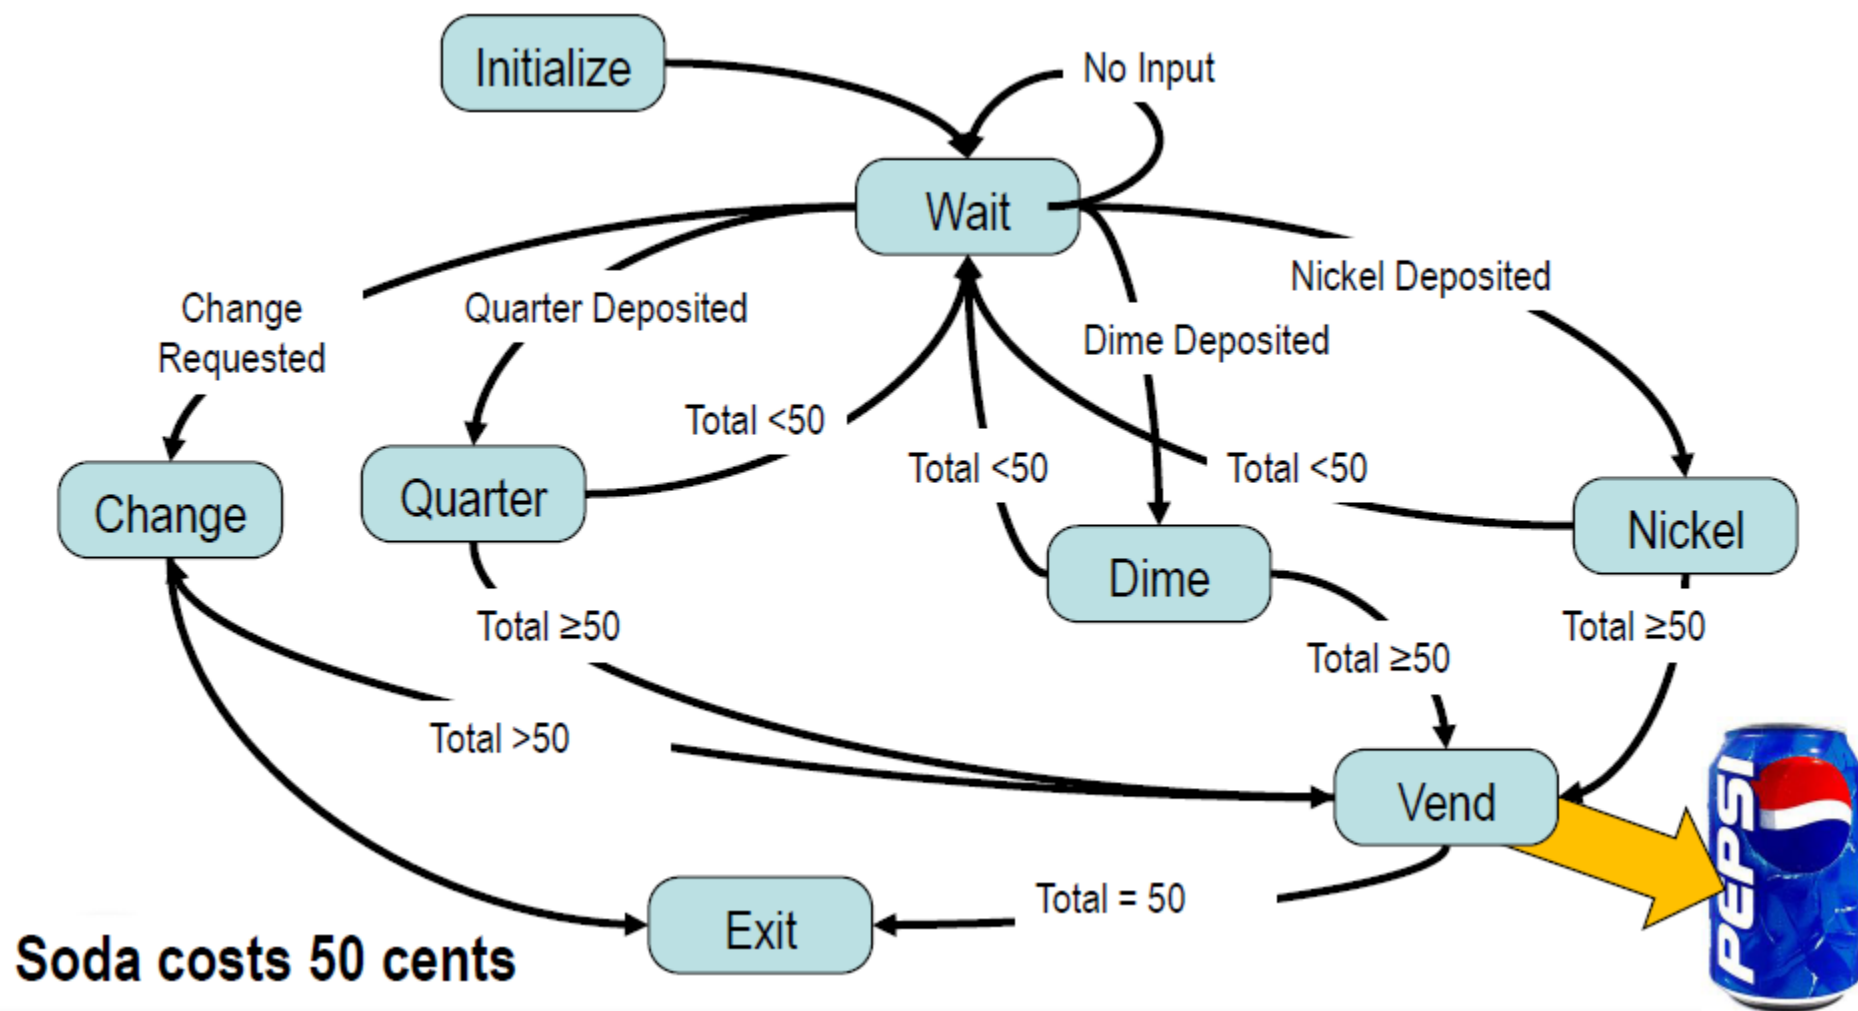 Initialize
No Input
Wait
Change
Requested
Quarter Deposited
Nickel Deposited
Dime Deposited
Total <50
Total <50
Total <50
Change
Quarter
Dime
Nickel
Total ≥50
Total ≥50
Total ≥50
Total >50
Vend
PEPSI
Total = 50
Exit
Soda costs 50 cents